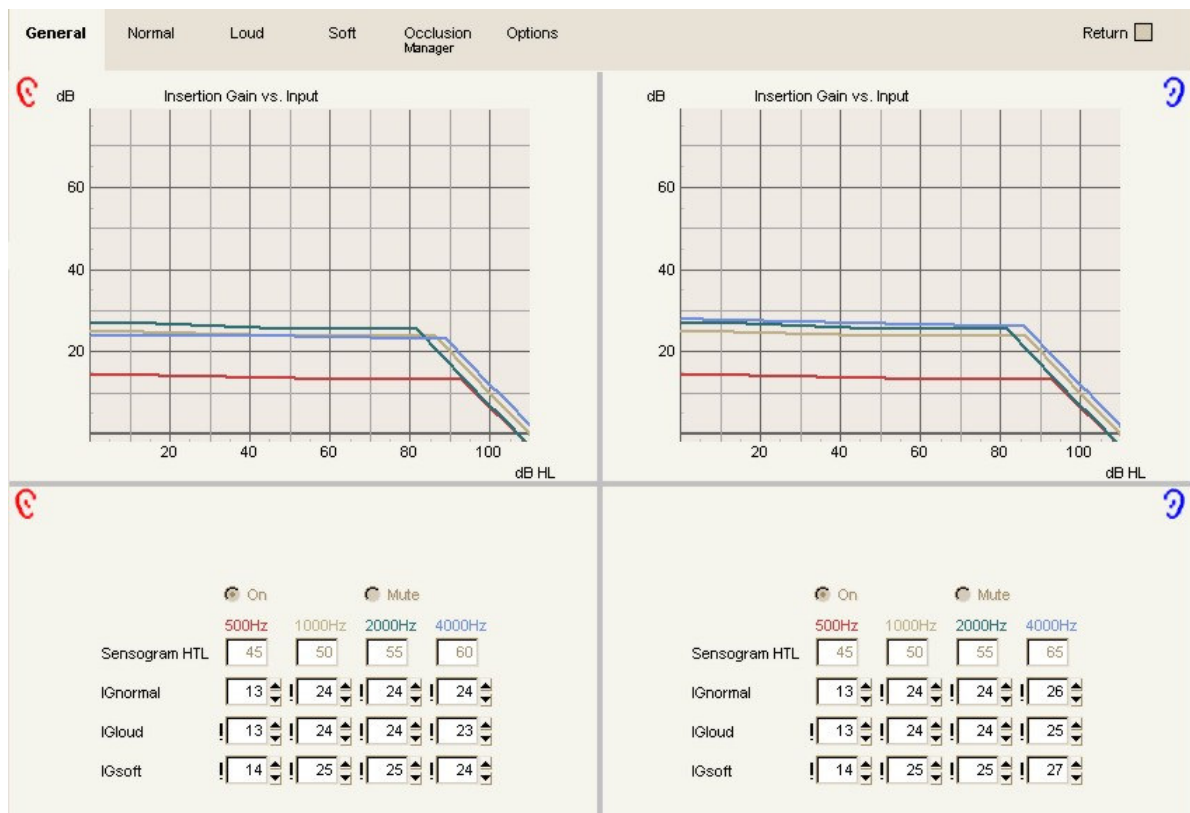 General Normal Loud Soft Occlusion Manager Options Return
dB Insertion Gain vs. Input
60
40
20
20 40 60 80 100
dB HL
dB Insertion Gain vs. Input
60
40
20
20 40 60 80 100
dB HL
On Mute
500Hz 1000Hz 2000Hz 4000Hz
Sensogram HTL 45 50 55 60
IGnormal 13 ! 24 ! 24 ! 24
IGloud ! 13 ! 24 ! 24 ! 23
IGsoft ! 14 ! 25 ! 25 ! 24
On Mute
500Hz 1000Hz 2000Hz 4000Hz
Sensogram HTL 45 50 55 65
IGnormal 13 ! 24 ! 24 ! 26
IGloud ! 13 ! 24 ! 24 ! 25
IGsoft ! 14 ! 25 ! 25 ! 27